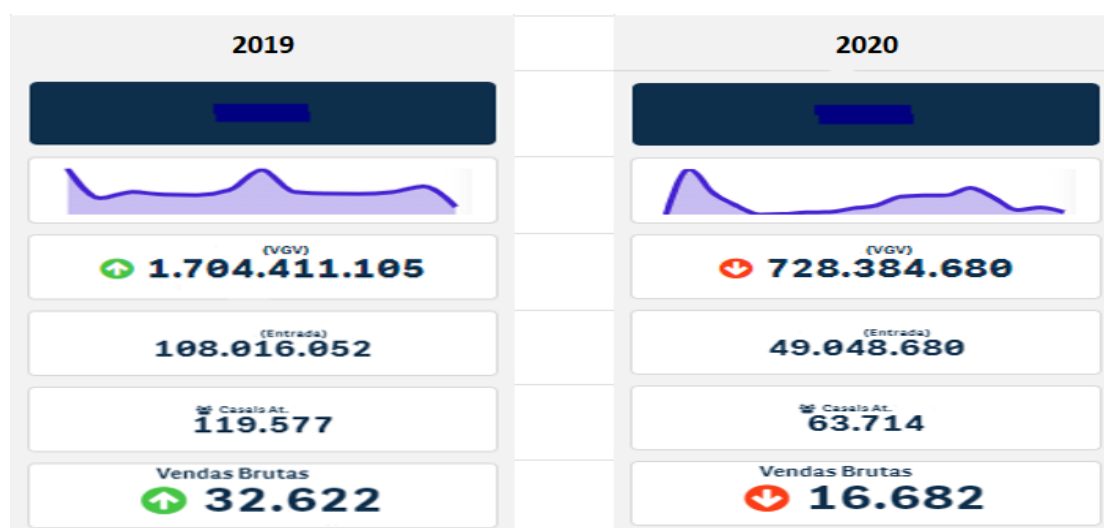 2019
(VGV)
1.704.411.105
(Entrada)
108.016.052
Casais At.
119.577
Vendas Brutas
32.622
2020
(VGV)
728.384.680
(Entrada)
49.048.680
Casais At.
63.714
Vendas Brutas
16.682